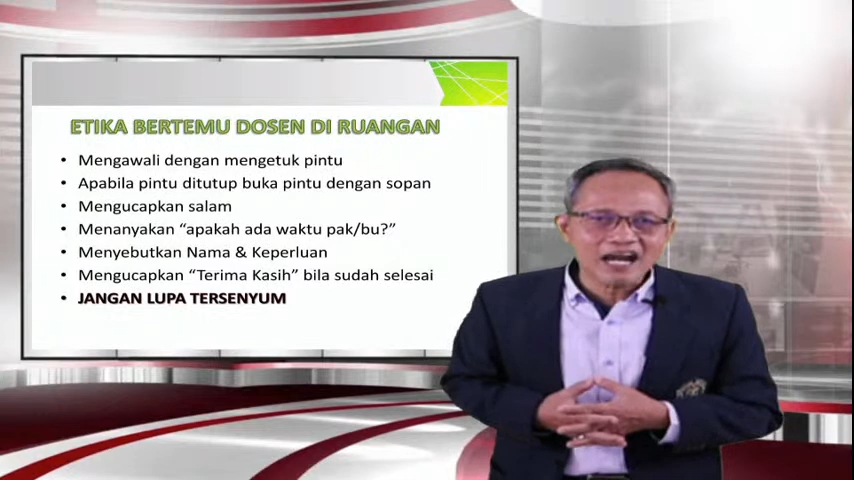 ETIKA BERTEMU DOSEN DI RUANGAN
• Mengawali dengan mengetuk pintu
• Apabila pintu ditutup buka pintu dengan sopan
• Mengucapkan salam
• Menanyakan “apakah ada waktu pak/bu?”
• Menyebutkan Nama & Keperluan
• Mengucapkan “Terima Kasih” bila sudah selesai
• JANGAN LUPA TERSENYUM